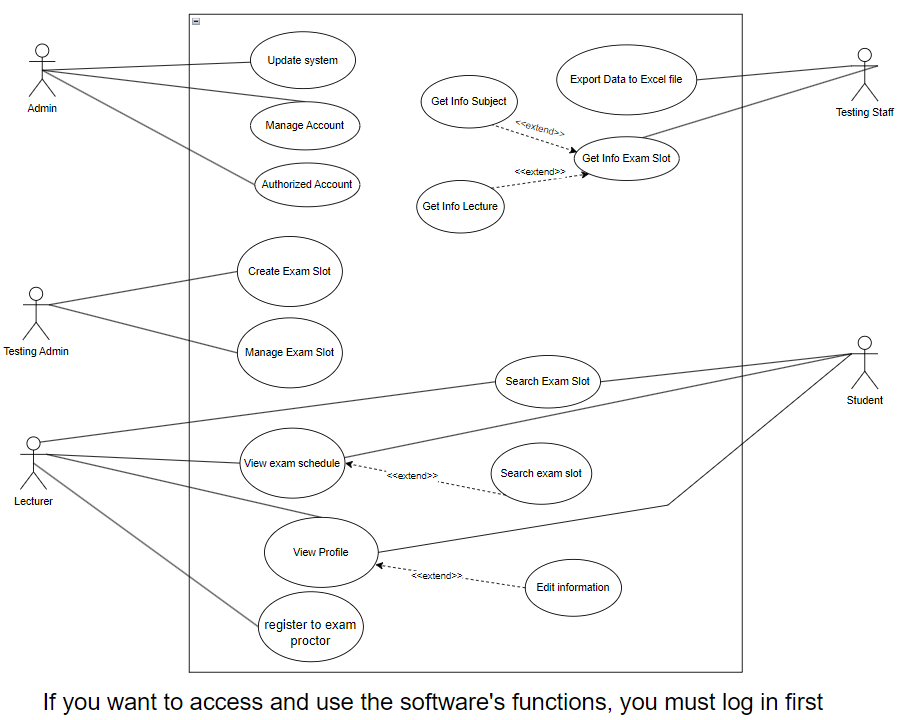 Update system
Export Data to Excel file
Get Info Subject
Admin
Testing Staff
Manage Account
<<extend>>
Get Info Exam Slot
<<extend>>
Authorized Account
Get Info Lecture
Create Exam Slot
Testing Admin
Manage Exam Slot
Search Exam Slot
Student
View exam schedule
<<extend>>
Search exam slot
Lecturer
View Profile
<<extend>>
Edit information
register to exam
proctor
If you want to access and use the software's functions, you must log in first